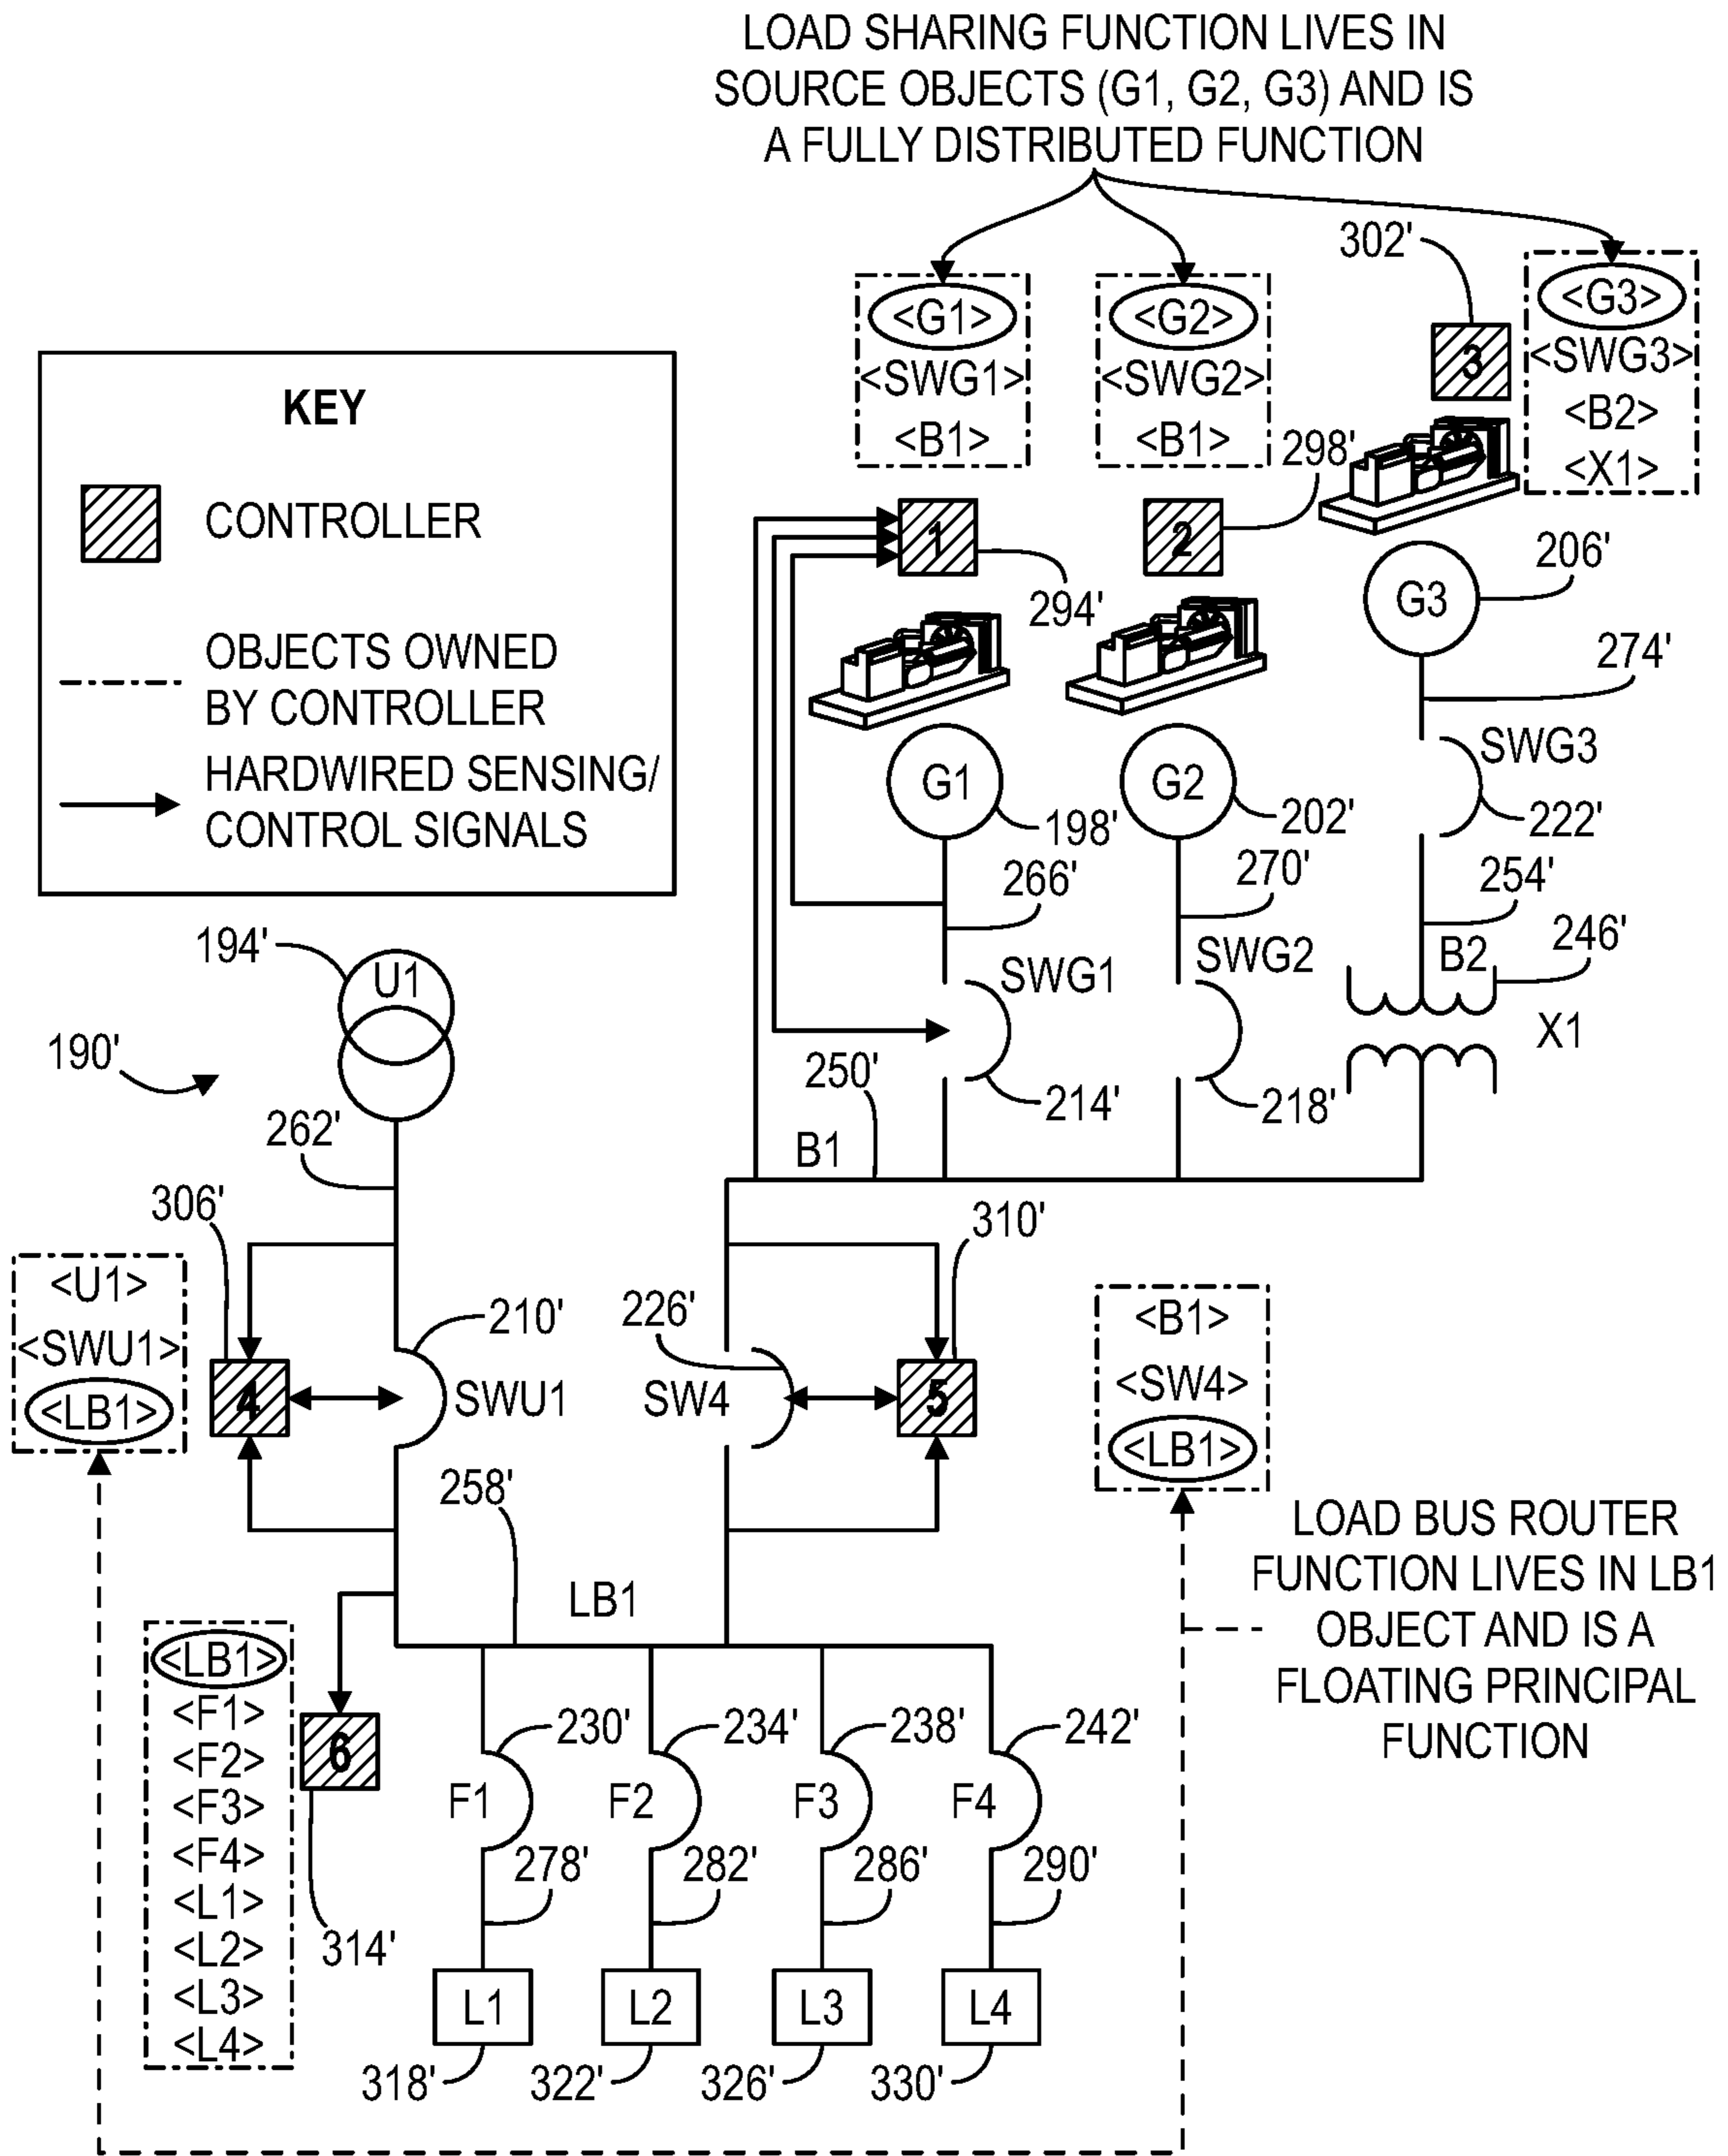 LOAD SHARING FUNCTION LIVES IN
SOURCE OBJECTS (G1, G2, G3) AND IS
A FULLY DISTRIBUTED FUNCTION
302'
<G1>
<SWG1>
<B1>
<G2>
<SWG2>
<B1>
<G3>
<SWG3>
<B2>
<X1>
3
298'
KEY
CONTROLLER
OBJECTS OWNED
BY CONTROLLER
HARDWIRED SENSING/
CONTROL SIGNALS
1
294'
2
G3
206'
274'
SWG3
222'
G1
198'
G2
202'
266'
270'
254'
246'
SWG1
SWG2
B2
X1
214'
218'
250'
B1
194'
U1
190'
262'
306'
310'
<U1>
<SWU1>
<LB1>
4
210'
SWU1
226'
SW4
5
<B1>
<SW4>
<LB1>
258'
LB1
LOAD BUS ROUTER
FUNCTION LIVES IN LB1
OBJECT AND IS A
FLOATING PRINCIPAL
FUNCTION
<LB1>
<F1>
<F2>
<F3>
<F4>
<L1>
<L2>
<L3>
<L4>
6
314'
230'
234'
238'
242'
F1
F2
F3
F4
278'
282'
286'
290'
L1
L2
L3
L4
318'
322'
326'
330'